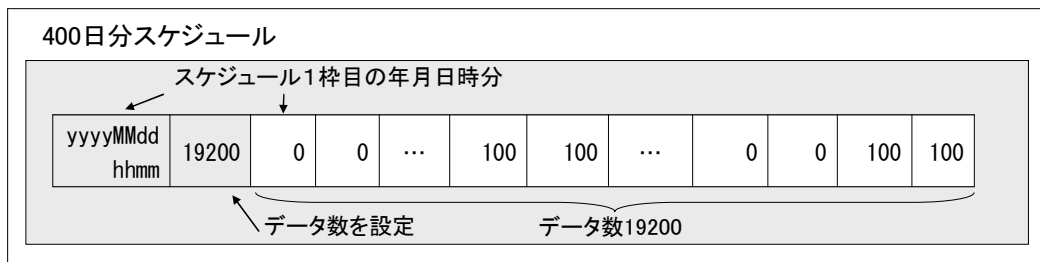 400日分スケジュール
スケジュール1枠目の年月日時分
yyyyMMdd
hhmm
19200 0 0 … 100 100 … 0 0 100 100
データ数を設定
データ数19200